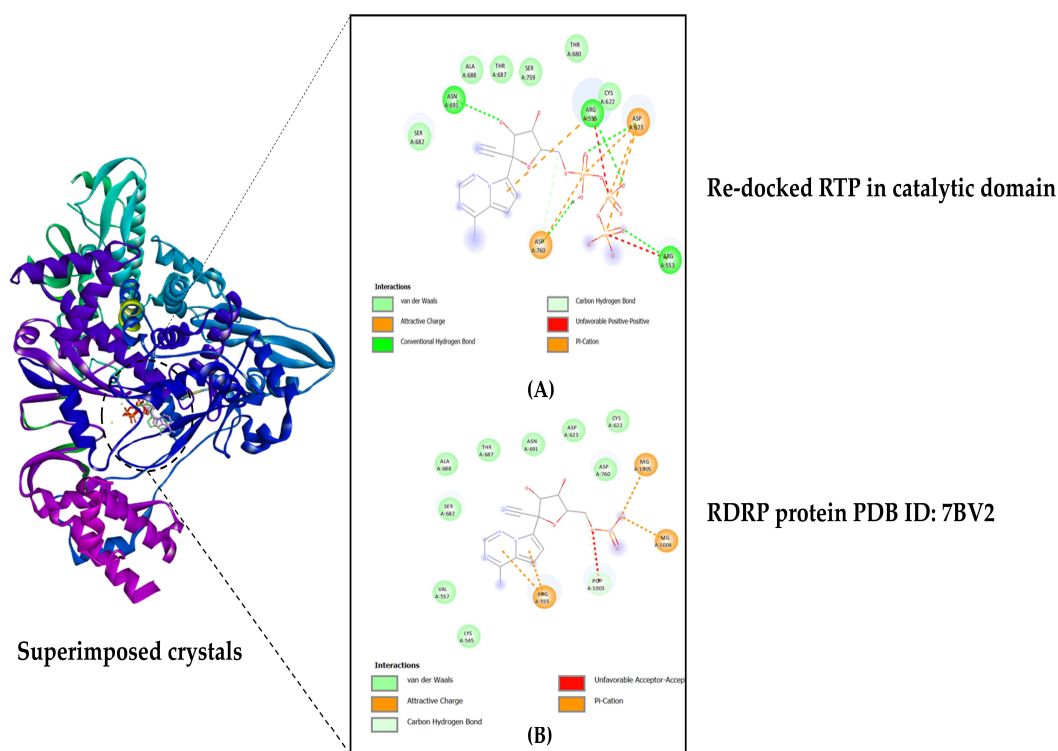 THR
A:680
ALA
A:688
THR
A:687
SER
A:759
ASN
A:691
CYS
A:622
ARG
A:555
ASP
A:623
SER
A:682
ASP
A:760
ARG
A:553
Interactions
van der Waals
Attractive Charge
Conventional Hydrogen Bond
Carbon Hydrogen Bond
Unfavorable Positive-Positive
Pi-Cation
(A)
Re-docked RTP in catalytic domain
CYS
A:622
ASP
A:623
ASN
A:691
THR
A:687
ALA
A:688
ASP
A:760
MG
A:1005
SER
A:682
MG
A:1004
POP
A:1003
VAL
A:557
ARG
A:555
LYS
A:545
Interactions
van der Waals
Attractive Charge
Carbon Hydrogen Bond
Unfavorable Acceptor-Accep
Pi-Cation
(B)
RDRP protein PDB ID: 7BV2
Superimposed crystals